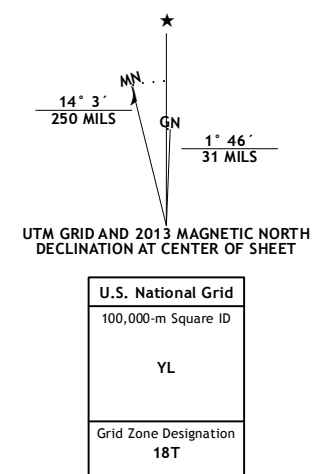 ★
MN
GN
14° 3´
250 MILS
1° 46´
31 MILS
UTM GRID AND 2013 MAGNETIC NORTH
DECLINATION AT CENTER OF SHEET
U.S. National Grid
100,000-m Square ID
YL
Grid Zone Designation
18T